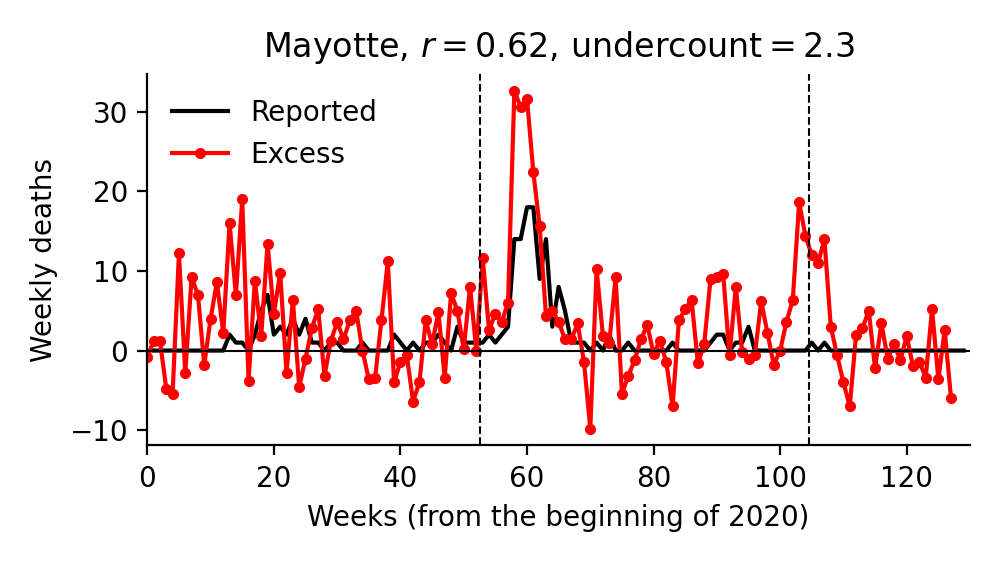 Mayotte, r = 0.62, undercount = 2.3
Reported
Excess
Weekly deaths
30
20
10
0
−10
0 20 40 60 80 100 120
Weeks (from the beginning of 2020)